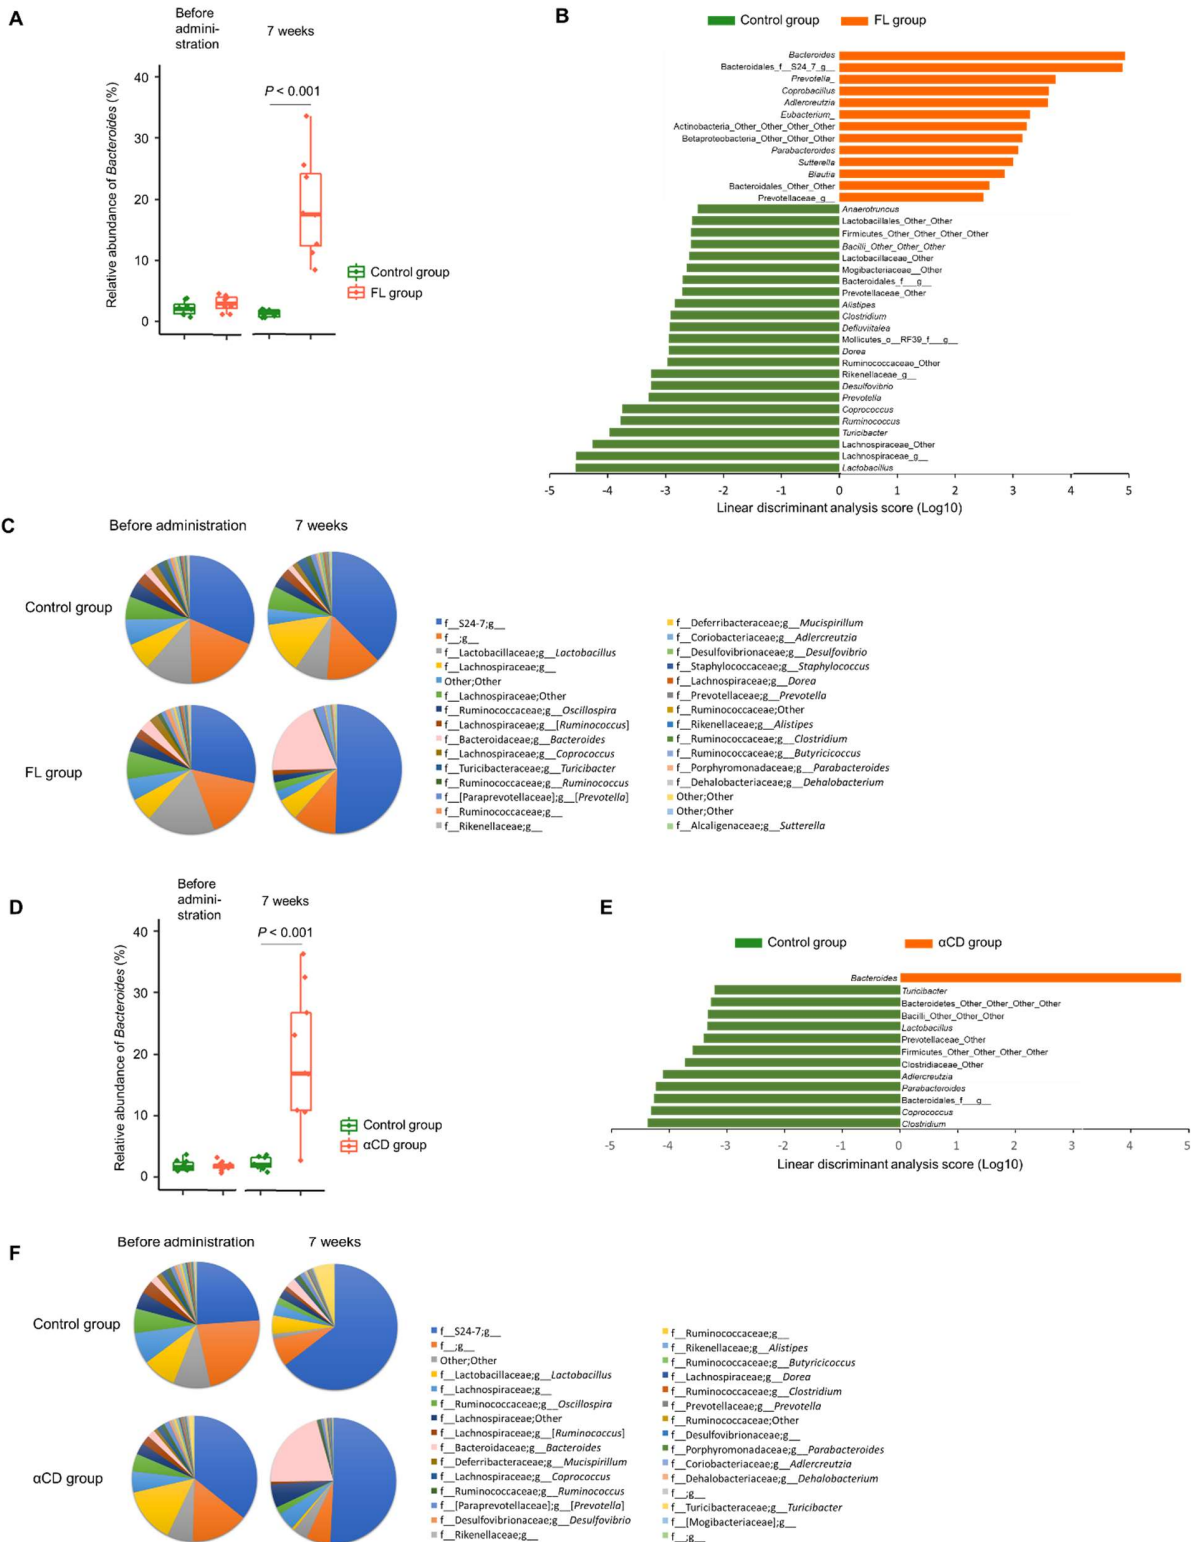 A
Before
admini-
stration
7 weeks
P < 0.001
Relative abundance of Bacteroides (%)
40
30
20
10
0
Control group
FL group
B
Control group
FL group
Bacteroides
Bacteroidales_f__S24_7_g__
Prevotella_
Coprobacillus
Adlercreutzia
Eubacterium_
Actinobacteria_Other_Other_Other_Other
Betaproteobacteria_Other_Other_Other
Parabacteroides
Sutterella
Blautia
Bacteroidales_Other_Other
Prevotellaceae_g__
Anaerotruncus
Lactobacillales_Other_Other
Firmicutes_Other_Other_Other_Other
Bacilli_Other_Other_Other
Lactobacillaceae_Other
Mogibacteriaceae__Other
Bacteroidales_f___g__
Prevotellaceae_Other
Alistipes
Clostridium
Defluviitalea
Mollicutes_o__RF39_f___g__
Dorea
Ruminococcaceae_Other
Rikenellaceae_g__
Desulfovibrio
Prevotella
Coprococcus
Ruminococcus
Turicibacter
Lachnospiraceae_Other
Lachnospiraceae_g__
Lactobacillus
-5 -4 -3 -2 -1 0 1 2 3 4 5
Linear discriminant analysis score (Log10)
C
Before administration
7 weeks
Control group
FL group
f__S24-7;g__
f__;g__
f__Lactobacillaceae;g__Lactobacillus
f__Lachnospiraceae;g__
Other;Other
f__Lachnospiraceae;Other
f__Ruminococcaceae;g__Oscillospira
f__Lachnospiraceae;g__[Ruminococcus]
f__Bacteroidaceae;g__Bacteroides
f__Lachnospiraceae;g__Coprococcus
f__Turicibacteraceae;g__Turicibacter
f__Ruminococcaceae;g__Ruminococcus
f__[Paraprevotellaceae];g__[Prevotella]
f__Ruminococcaceae;g__
f__Rikenellaceae;g__
f__Deferribacteraceae;g__Mucispirillum
f__Coriobacteriaceae;g__Adlercreutzia
f__Desulfovibrionaceae;g__Desulfovibrio
f__Staphylococcaceae;g__Staphylococcus
f__Lachnospiraceae;g__Dorea
f__Prevotellaceae;g__Prevotella
f__Ruminococcaceae;Other
f__Rikenellaceae;g__Alistipes
f__Ruminococcaceae;g__Clostridium
f__Ruminococcaceae;g__Butyricicoccus
f__Porphyromonadaceae;g__Parabacteroides
f__Dehalobacteriaceae;g__Dehalobacterium
Other;Other
Other;Other
f__Alcaligenaceae;g__Sutterella
D
Before
admini-
stration
7 weeks
P < 0.001
Relative abundance of Bacteroides (%)
40
30
20
10
0
Control group
αCD group
E
Control group
αCD group
Bacteroides
Turicibacter
Bacteroidetes_Other_Other_Other_Other
Bacilli_Other_Other_Other
Lactobacillus
Prevotellaceae_Other
Firmicutes_Other_Other_Other_Other
Clostridiaceae_Other
Adlercreutzia
Parabacteroides
Bacteroidales_f___g__
Coprococcus
Clostridium
-5 -4 -3 -2 -1 0 1 2 3 4 5
Linear discriminant analysis score (Log10)
F
Before administration
7 weeks
Control group
αCD group
f__S24-7;g__
f__;g__
Other;Other
f__Lactobacillaceae;g__Lactobacillus
f__Lachnospiraceae;g__
f__Ruminococcaceae;g__Oscillospira
f__Lachnospiraceae;Other
f__Lachnospiraceae;g__[Ruminococcus]
f__Bacteroidaceae;g__Bacteroides
f__Deferribacteraceae;g__Mucispirillum
f__Lachnospiraceae;g__Coprococcus
f__Ruminococcaceae;g__Ruminococcus
f__[Paraprevotellaceae];g__[Prevotella]
f__Desulfovibrionaceae;g__Desulfovibrio
f__Rikenellaceae;g__
f__Ruminococcaceae;g__
f__Rikenellaceae;g__Alistipes
f__Ruminococcaceae;g__Butyricicoccus
f__Lachnospiraceae;g__Dorea
f__Ruminococcaceae;g__Clostridium
f__Prevotellaceae;g__Prevotella
f__Ruminococcaceae;Other
f__Desulfovibrionaceae;g__
f__Porphyromonadaceae;g__Parabacteroides
f__Coriobacteriaceae;g__Adlercreutzia
f__Dehalobacteriaceae;g__Dehalobacterium
f__;g__
f__Turicibacteraceae;g__Turicibacter
f__[Mogibacteriaceae];g__
f__;g__